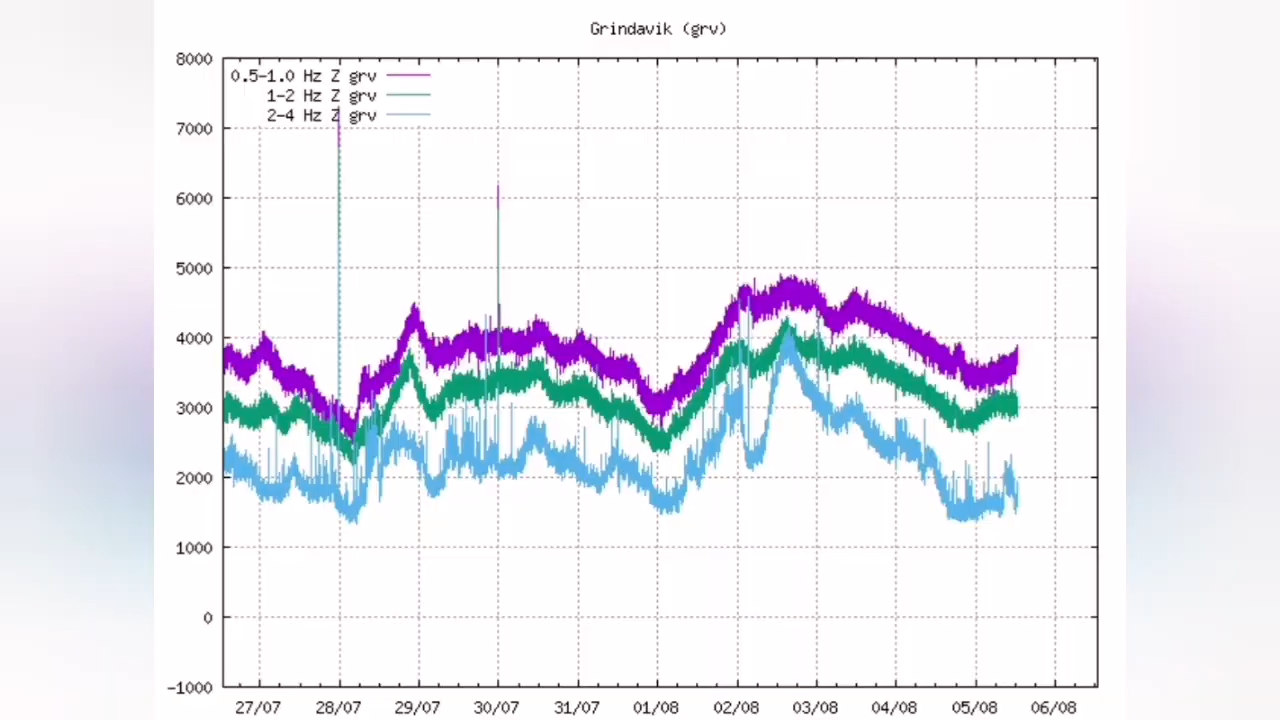 Grindavik (grv)
8000
0.5-1.0 Hz Z grv
1-2 Hz Z grv
2-4 Hz Z grv
7000
6000
5000
4000
3000
2000
1000
0
-1000
27/07 28/07 29/07 30/07 31/07 01/08 02/08 03/08 04/08 05/08 06/08